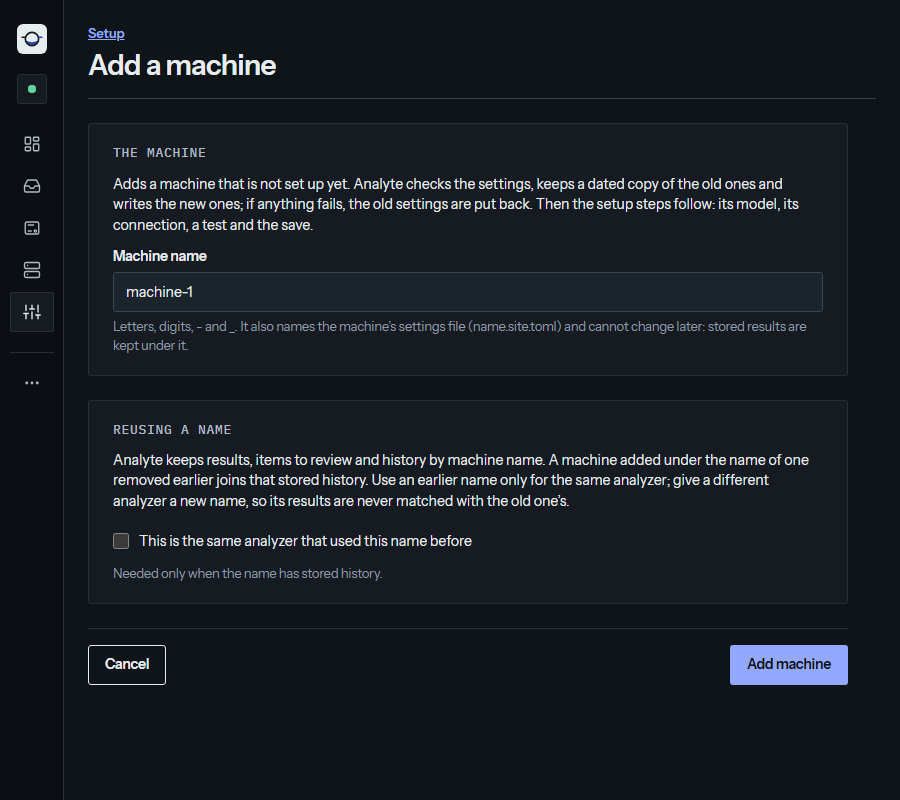 Setup
Add a machine
THE MACHINE
Adds a machine that is not set up yet. Analyte checks the settings, keeps a dated copy of the old ones and
writes the new ones; if anything fails, the old settings are put back. Then the setup steps follow: its model, its
connection, a test and the save.
Machine name
machine-1
Letters, digits, - and _. It also names the machine's settings file (name.site.toml) and cannot change later: stored results are
kept under it.
REUSING A NAME
Analyte keeps results, items to review and history by machine name. A machine added under the name of one
removed earlier joins that stored history. Use an earlier name only for the same analyzer; give a different
analyzer a new name, so its results are never matched with the old one's.
This is the same analyzer that used this name before
Needed only when the name has stored history.
Cancel
Add machine